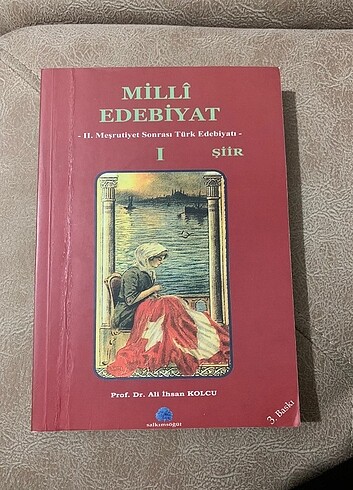 MİLLÎ
EDEBİYAT
- II. Meşrutiyet Sonrası Türk Edebiyatı -
I
ŞİİR
Prof. Dr. Ali İhsan KOLCU
3. Baskı
salkımsöğüt